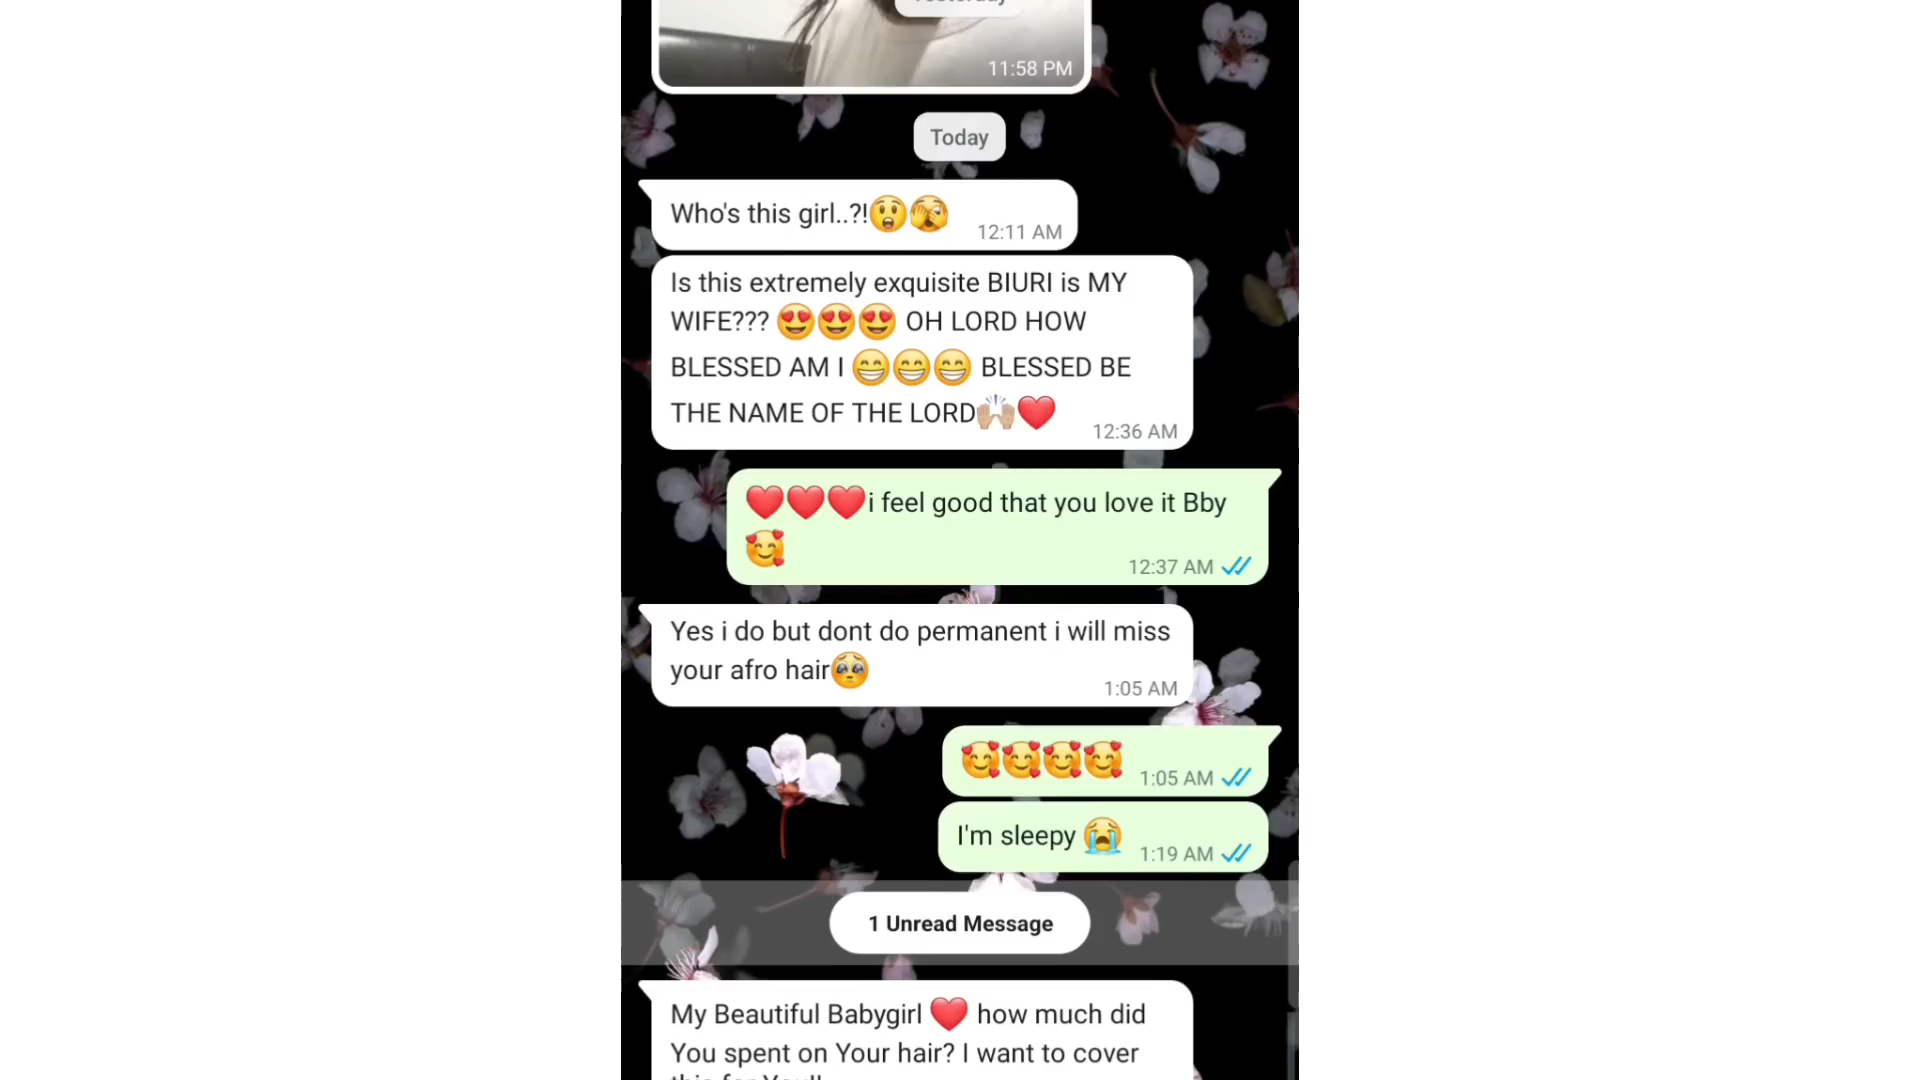 Yesterday
11:58 PM
Today
Who's this girl..?!😲🫣
12:11 AM
Is this extremely exquisite BIURI is MY
WIFE??? 😍😍😍 OH LORD HOW
BLESSED AM I 😁😁😁 BLESSED BE
THE NAME OF THE LORD🙌🏼❤️
12:36 AM
❤️❤️❤️i feel good that you love it Bby
🥰
12:37 AM
Yes i do but dont do permanent i will miss
your afro hair🥺
1:05 AM
🥰🥰🥰🥰
1:05 AM
I'm sleepy 😭
1:19 AM
1 Unread Message
My Beautiful Babygirl ❤️ how much did
You spent on Your hair? I want to cover
this for You!!